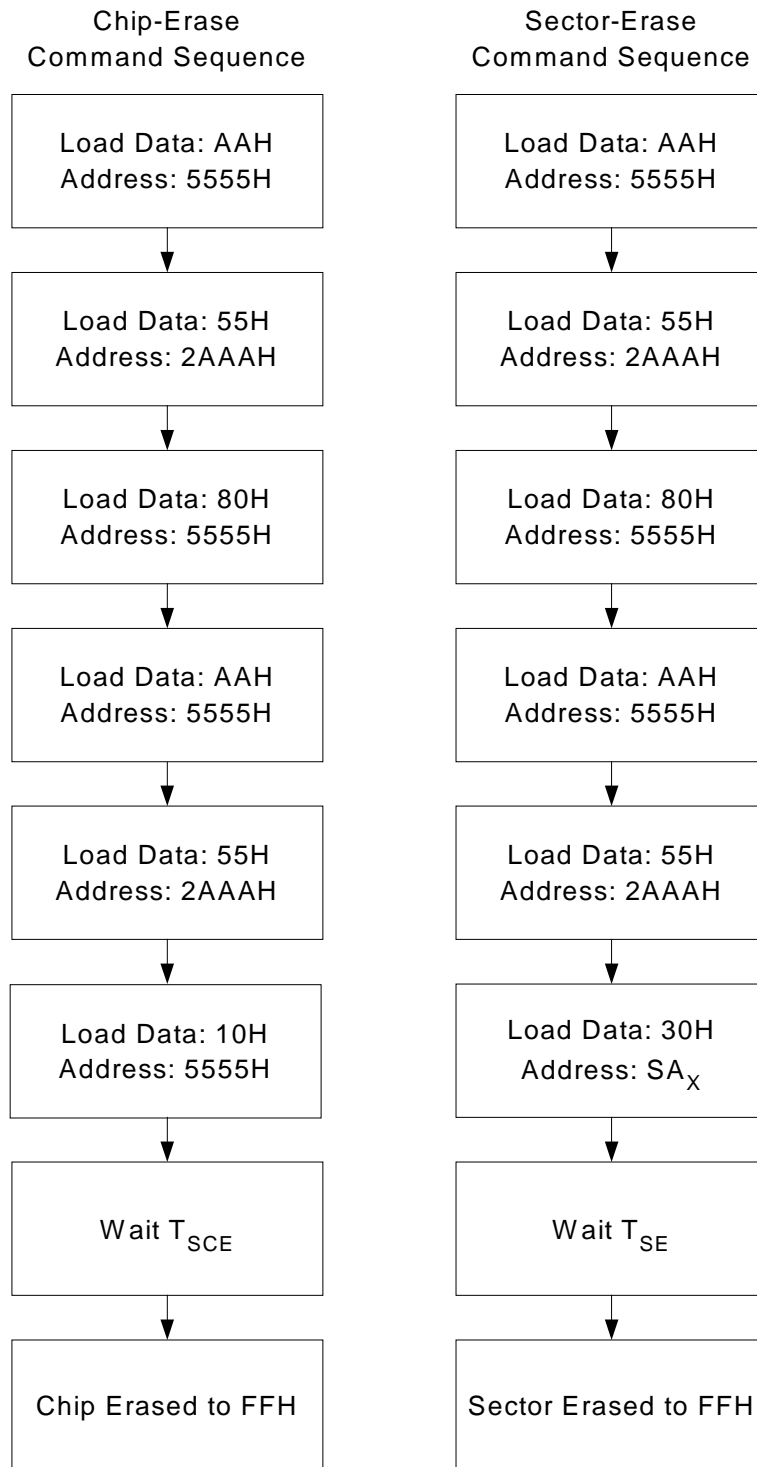 Chip-Erase
Command Sequence
Load Data: AAH
Address: 5555H
Load Data: 55H
Address: 2AAAH
Load Data: 80H
Address: 5555H
Load Data: AAH
Address: 5555H
Load Data: 55H
Address: 2AAAH
Load Data: 10H
Address: 5555H
Wait TSCE
Chip Erased to FFH
Sector-Erase
Command Sequence
Load Data: AAH
Address: 5555H
Load Data: 55H
Address: 2AAAH
Load Data: 80H
Address: 5555H
Load Data: AAH
Address: 5555H
Load Data: 55H
Address: 2AAAH
Load Data: 30H
Address: SAX
Wait TSE
Sector Erased to FFH